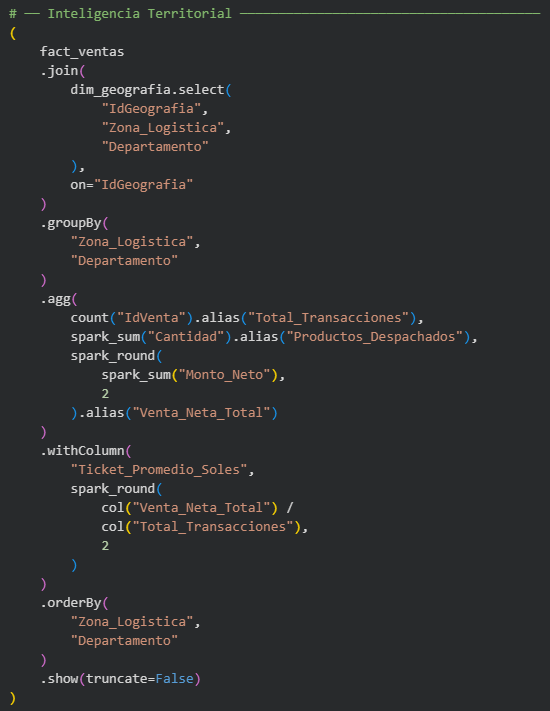 # ── Inteligencia Territorial ────────────────────────────────────────
(
    fact_ventas
    .join(
        dim_geografia.select(
            "IdGeografia",
            "Zona_Logistica",
            "Departamento"
        ),
        on="IdGeografia"
    )
    .groupBy(
        "Zona_Logistica",
        "Departamento"
    )
    .agg(
        count("IdVenta").alias("Total_Transacciones"),
        spark_sum("Cantidad").alias("Productos_Despachados"),
        spark_round(
            spark_sum("Monto_Neto"),
            2
        ).alias("Venta_Neta_Total")
    )
    .withColumn(
        "Ticket_Promedio_Soles",
        spark_round(
            col("Venta_Neta_Total") /
            col("Total_Transacciones"),
            2
        )
    )
    .orderBy(
        "Zona_Logistica",
        "Departamento"
    )
    .show(truncate=False)
)